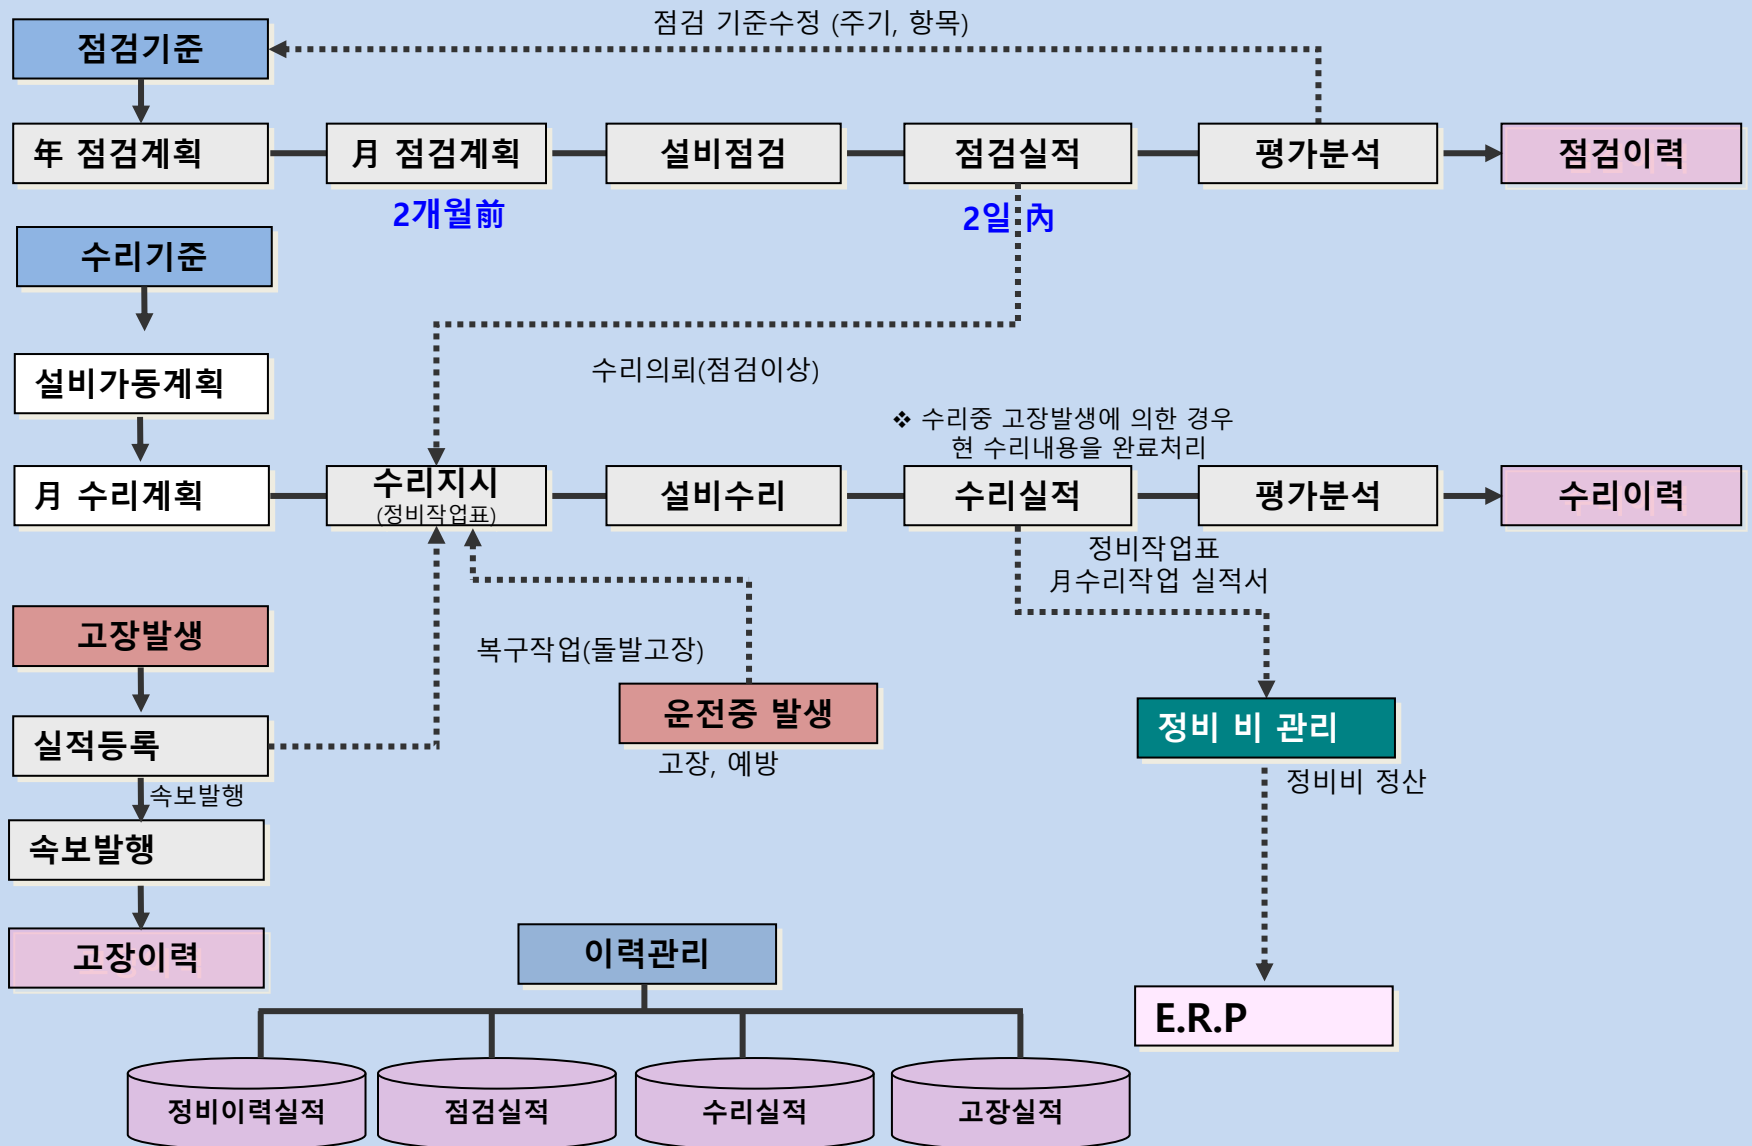 점검 기준수정 (주기, 항목)
점검기준
年 점검계획
月 점검계획
설비점검
점검실적
평가분석
점검이력
2개월前
2일 內
수리기준
설비가동계획
수리의뢰(점검이상)
❖ 수리중 고장발생에 의한 경우
현 수리내용을 완료처리
月 수리계획
수리지시
(정비작업표)
설비수리
수리실적
평가분석
수리이력
정비작업표
月수리작업 실적서
고장발생
복구작업(돌발고장)
운전중 발생
고장, 예방
정비 비 관리
정비비 정산
실적등록
속보발행
속보발행
고장이력
이력관리
E.R.P
정비이력실적
점검실적
수리실적
고장실적